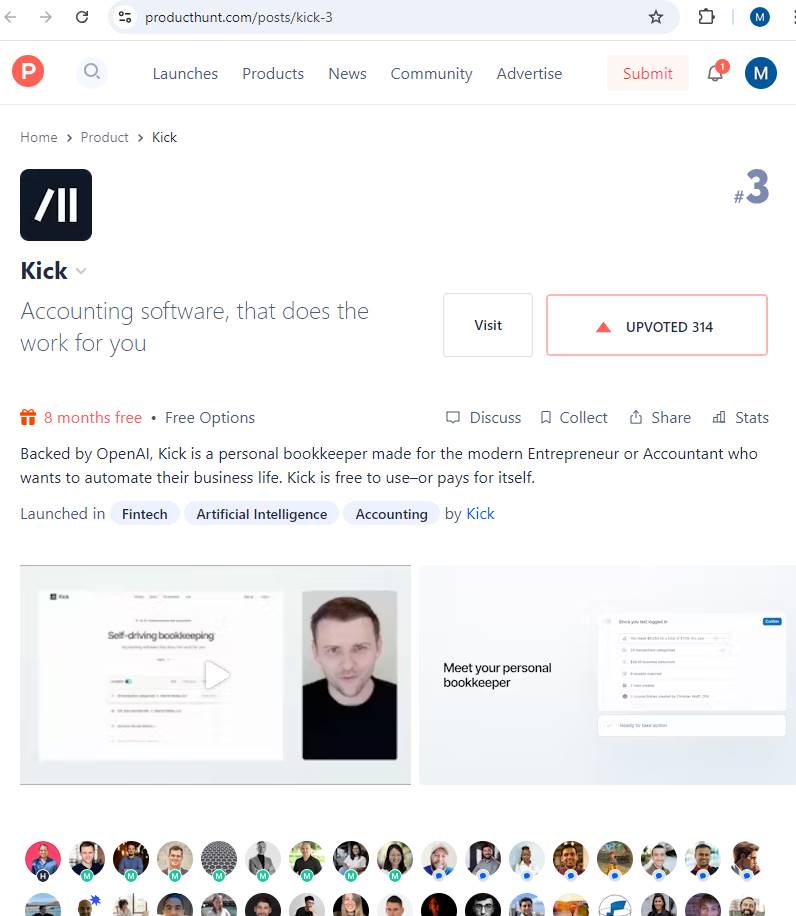 producthunt.com/posts/kick-3
M
P
Launches Products News Community Advertise Submit 1 M
Home > Product > Kick
#3
Kick
Accounting software, that does the
work for you
Visit
UPVOTED 314
8 months free • Free Options
Discuss Collect Share Stats
Backed by OpenAI, Kick is a personal bookkeeper made for the modern Entrepreneur or Accountant who
wants to automate their business life. Kick is free to use–or pays for itself.
Launched in Fintech Artificial Intelligence Accounting by Kick
Kick
Self-driving bookkeeping
Meet your personal
bookkeeper
Since you last logged in
Confirm
Ready to take action
H M M M M M M M M